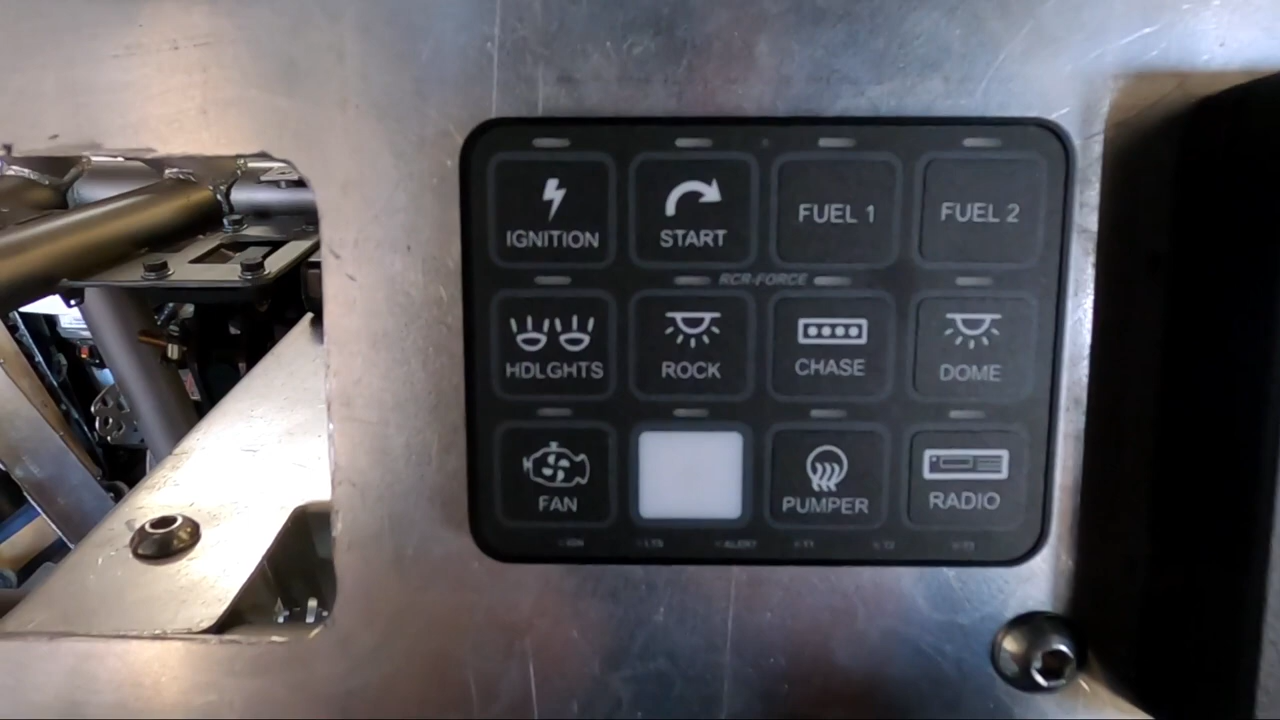 IGNITION
START
FUEL 1
FUEL 2
RCR-FORCE
HDLGHTS
ROCK
CHASE
DOME
FAN
PUMPER
RADIO